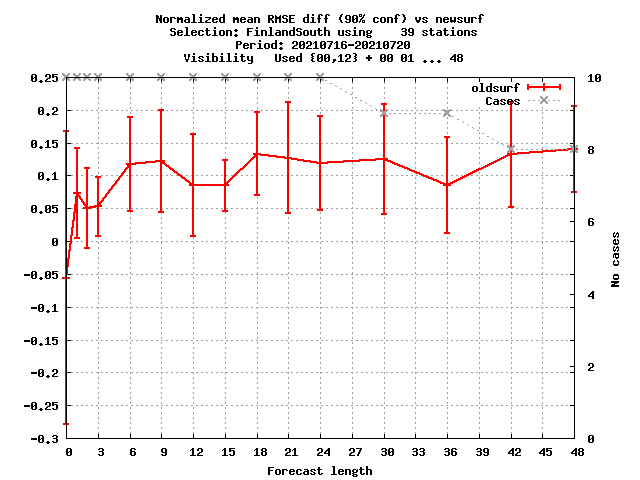 Normalized mean RMSE diff (90% conf) vs newsurf
Selection: FinlandSouth using    39 stations
Period: 20210716-20210720
Visibility   Used {00,12} + 00 01 ... 48
oldsurf
Cases
0.25
0.2
0.15
0.1
0.05
0
-0.05
-0.1
-0.15
-0.2
-0.25
-0.3
10
8
6
4
2
0
No cases
0 3 6 9 12 15 18 21 24 27 30 33 36 39 42 45 48
Forecast length